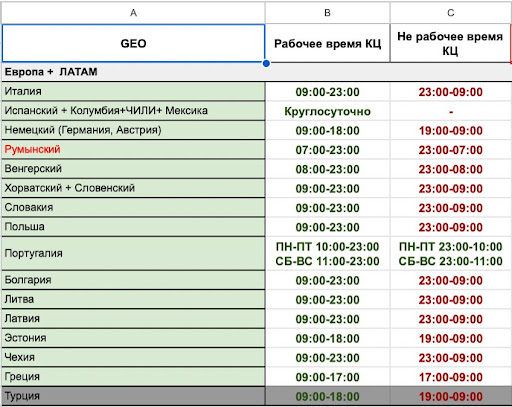 A B C
GEO Рабочее время КЦ Не рабочее время
КЦ
Европа + ЛАТАМ
Италия 09:00-23:00 23:00-09:00
Испанский + Колумбия+ЧИЛИ+ Мексика Круглосуточно -
Немецкий (Германия, Австрия) 09:00-18:00 19:00-09:00
Румынский 07:00-23:00 23:00-07:00
Венгерский 08:00-23:00 23:00-08:00
Хорватский + Словенский 09:00-23:00 23:00-09:00
Словакия 09:00-23:00 23:00-09:00
Польша 09:00-23:00 23:00-09:00
Португалия ПН-ПТ 10:00-23:00 ПН-ПТ 23:00-10:00
СБ-ВС 11:00-23:00 СБ-ВС 23:00-11:00
Болгария 09:00-23:00 23:00-09:00
Литва 09:00-23:00 23:00-09:00
Латвия 09:00-23:00 23:00-09:00
Эстония 09:00-18:00 19:00-09:00
Чехия 09:00-23:00 23:00-09:00
Греция 09:00-17:00 17:00-09:00
Турция 09:00-18:00 19:00-09:00